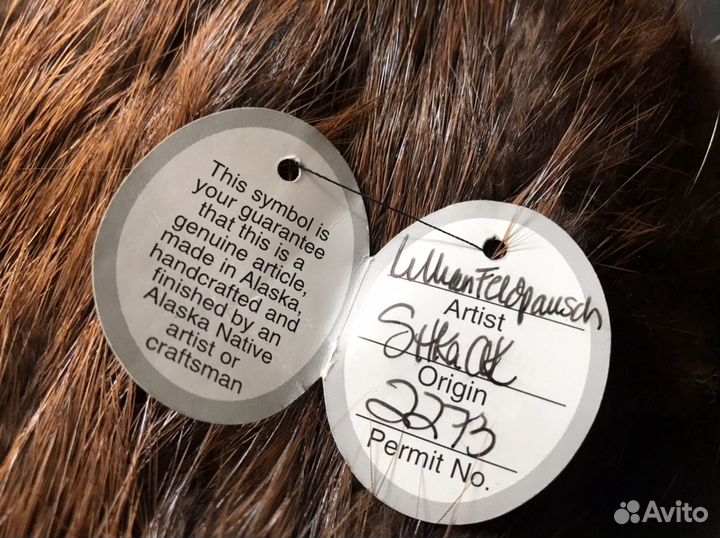 This symbol is
your guarantee
that this is a
genuine article,
made in Alaska,
handcrafted and
finished by an
Alaska Native
artist or
craftsman
Lillian Feldpausch
Artist
Sitka AK
Origin
2273
Permit No.
Avito